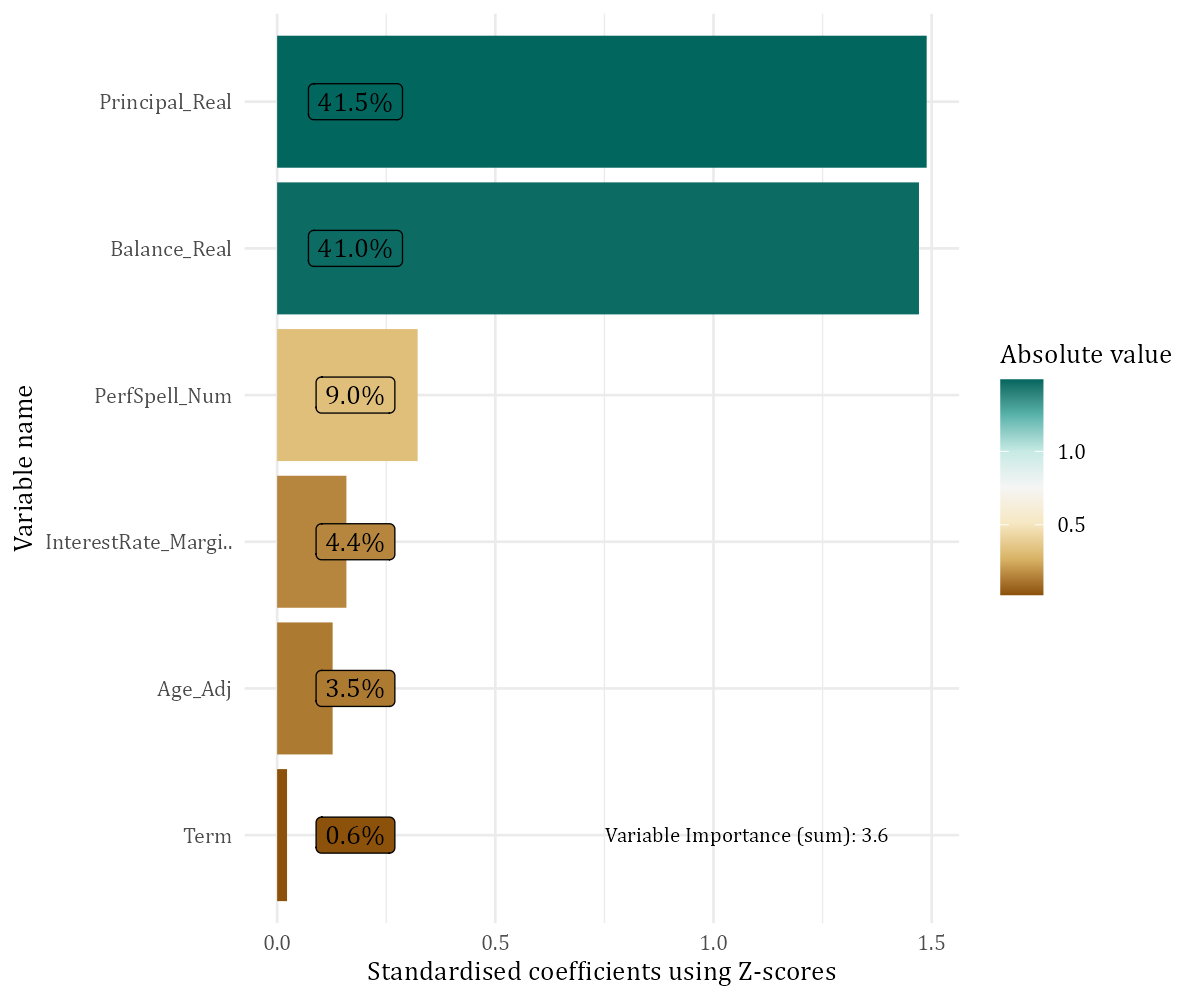 Variable name
Principal_Real
41.5%
Balance_Real
41.0%
PerfSpell_Num
9.0%
InterestRate_Margi..
4.4%
Age_Adj
3.5%
Term
0.6%
Variable Importance (sum): 3.6
0.0
0.5
1.0
1.5
Standardised coefficients using Z-scores
Absolute value
1.0
0.5